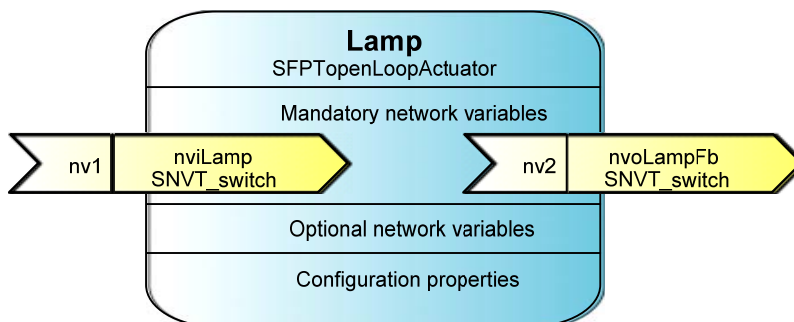 Lamp
SFPTopenLoopActuator
Mandatory network variables
nv1
nviLamp
SNVT_switch
nv2
nvoLampFb
SNVT_switch
Optional network variables
Configuration properties